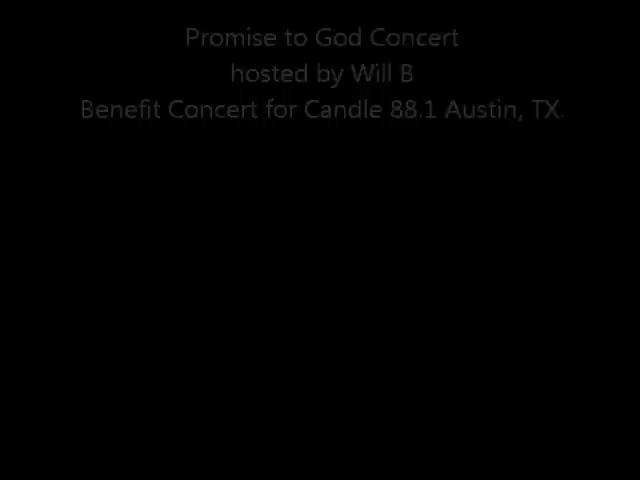 Promise to God Concert
hosted by Will B
Benefit Concert for Candle 88.1 Austin, TX.